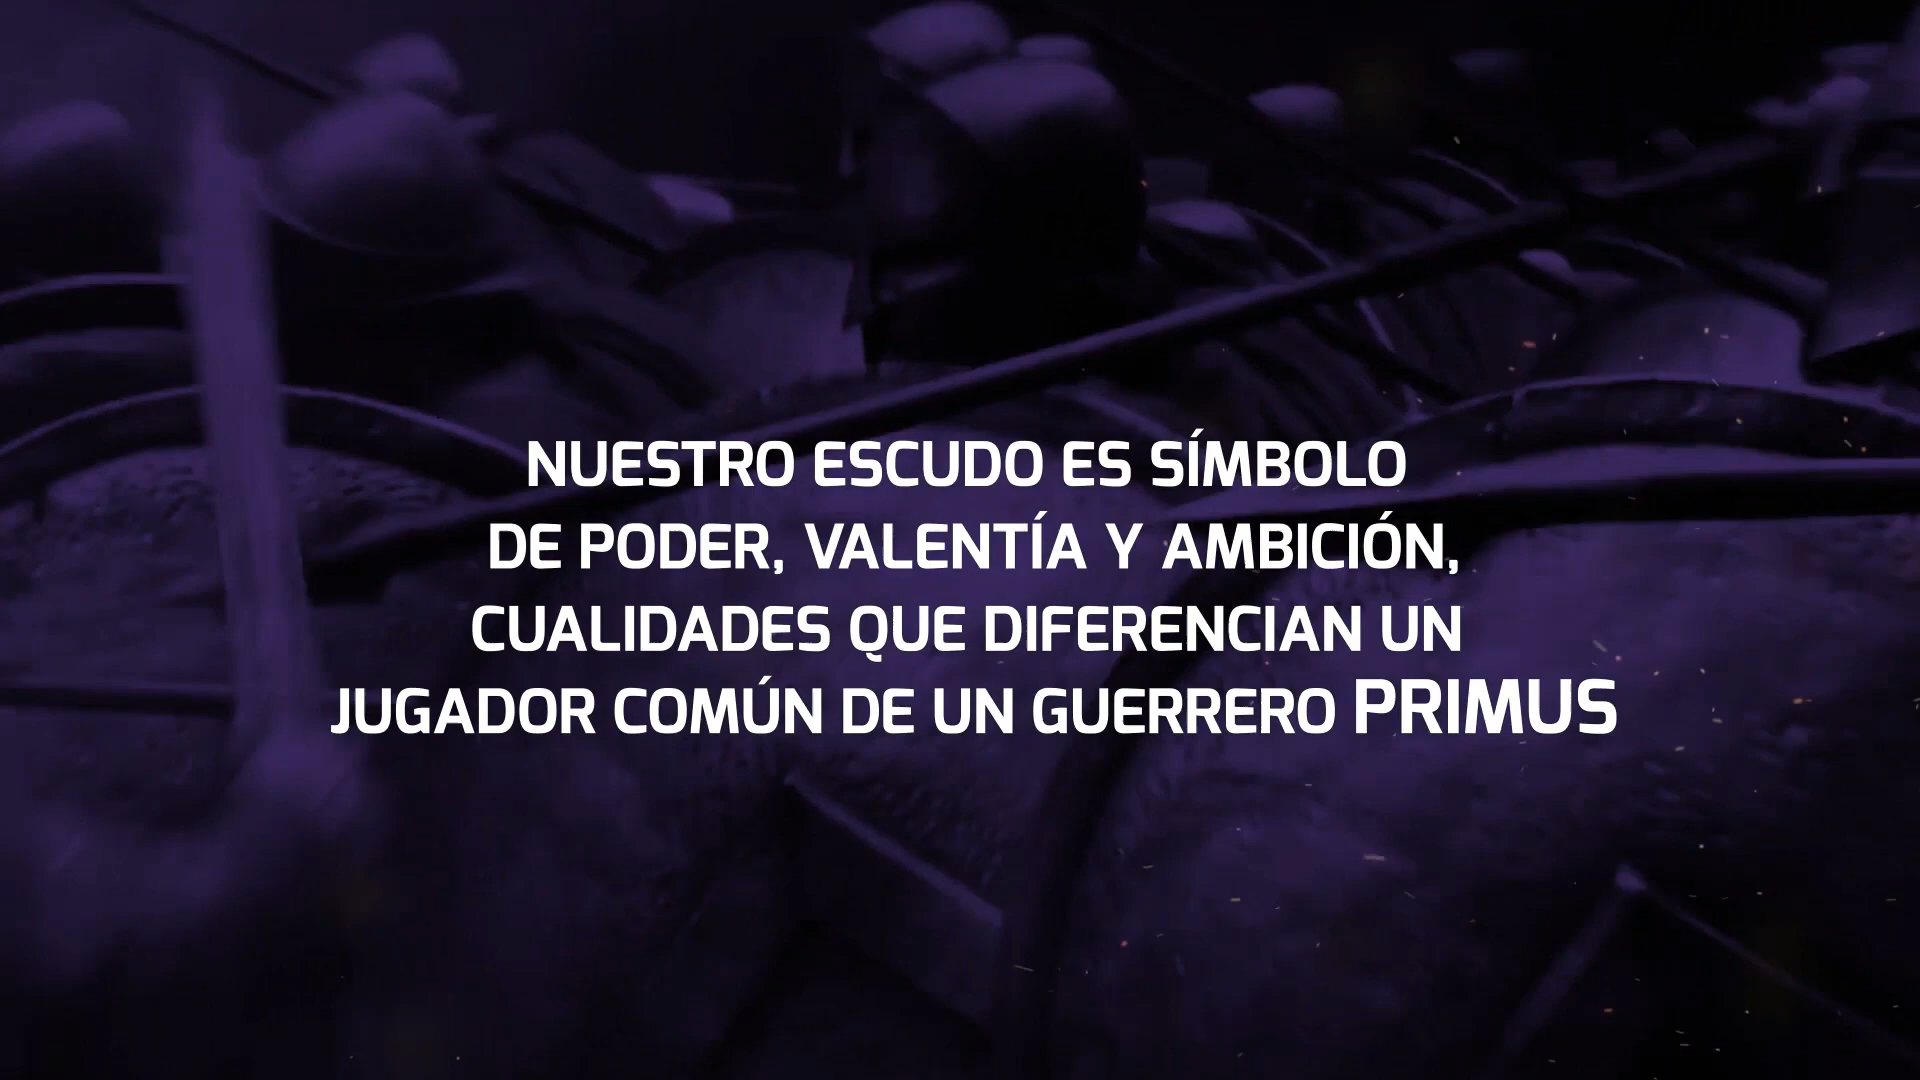 NUESTRO ESCUDO ES SÍMBOLO
DE PODER, VALENTÍA Y AMBICIÓN,
CUALIDADES QUE DIFERENCIAN UN
JUGADOR COMÚN DE UN GUERRERO PRIMUS